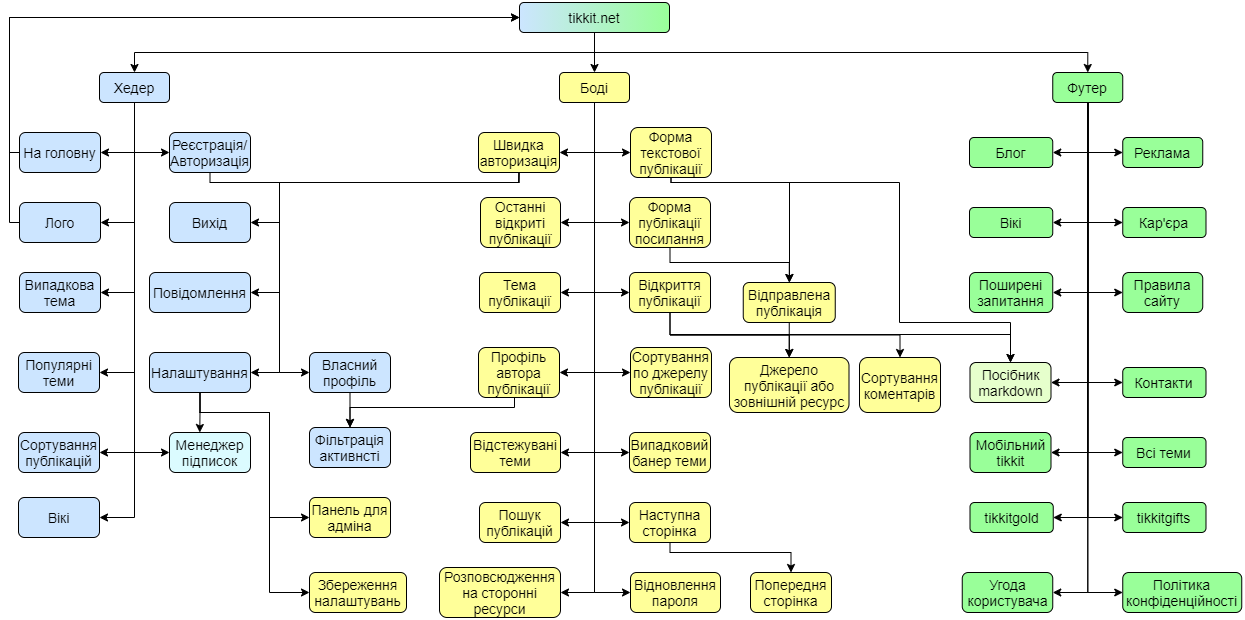 tikkit.net
Хедер
Боді
Футер
На головну
Реєстрація/
Авторизація
Швидка
авторизація
Форма
текстової
публікації
Блог
Реклама
Лого
Вихід
Останні
відкриті
публікації
Форма
публікації
посилання
Вікі
Кар'єра
Випадкова
тема
Повідомлення
Тема
публікації
Відкриття
публікації
Відправлена
публікація
Поширені
запитання
Правила
сайту
Популярні
теми
Налаштування
Власний
профіль
Профіль
автора
публікації
Сортування
по джерелу
публікації
Джерело
публікації або
зовнішній ресурс
Сортування
коментарів
Посібник
markdown
Контакти
Сортування
публікацій
Менеджер
підписок
Фільтрація
активнсті
Відстежувані
теми
Випадковий
банер теми
Мобільний
tikkit
Всі теми
Вікі
Панель для
адміна
Пошук
публікацій
Наступна
сторінка
tikkitgold
tikkitgifts
Збереження
налаштувань
Розповсюдження
на сторонні
ресурси
Відновлення
пароля
Попередня
сторінка
Угода
користувача
Політика
конфіденційності